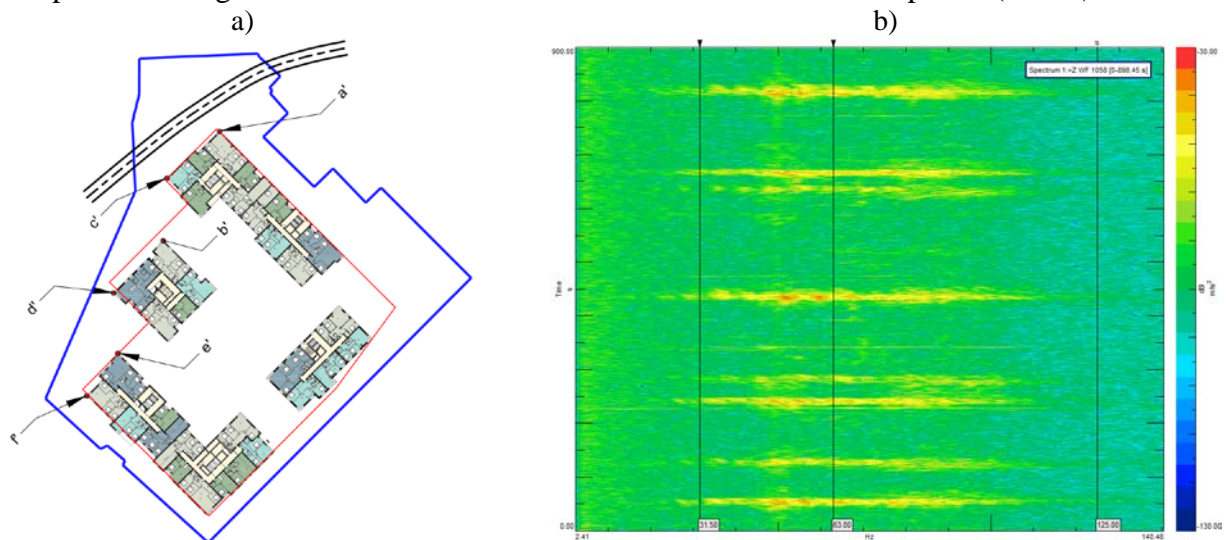 a)
b)
a'
c'
b'
d'
e'
f'
900.00
Spectrum 1:+Z WF 1058 [0-898.45 s]
Time
s
0.00
2.41
31.50
63.00
Hz
125.00
140.45
-30.00
dB
m/s²
-130.00